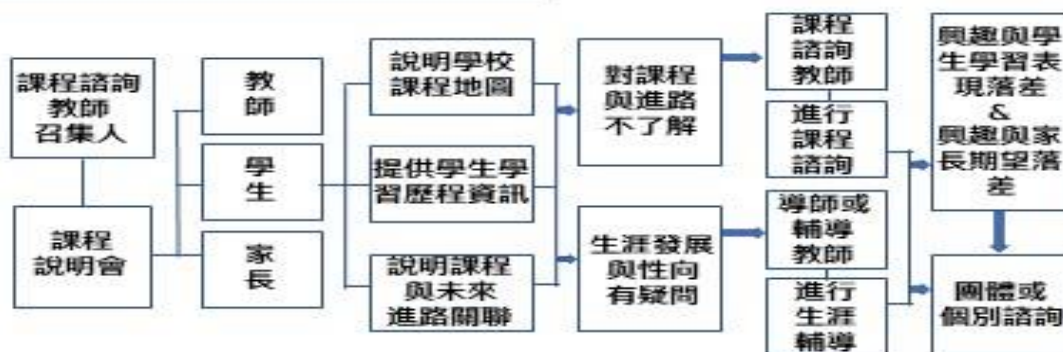 課程諮詢
教師
召集人
課程
說明會
教
師
學
生
家
長
說明學校
課程地圖
提供學生學
習歷程資訊
說明課程
與未來
進路關聯
對課程
與進路
不了解
生涯發展
與性向
有疑問
課程
諮詢
教師
進行
課程
諮詢
導師或
輔導
教師
進行
生涯
輔導
興趣與學
生學習表
現落差
&
興趣與家
長期望落
差
團體或
個別諮詢